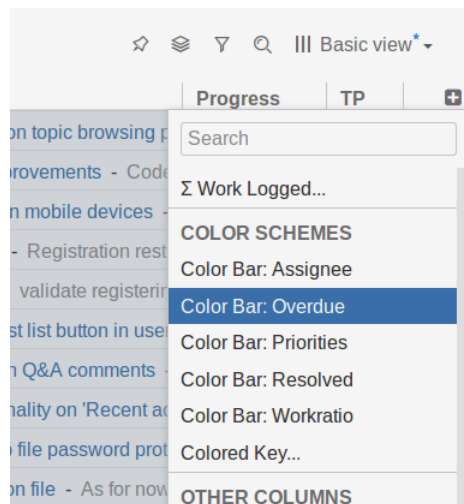 Basic view*
Progress TP
on topic browsing
Search
provements - Code
Σ Work Logged...
n mobile devices -
COLOR SCHEMES
- Registration rest
Color Bar: Assignee
validate registerin
Color Bar: Overdue
st list button in user
Color Bar: Priorities
n Q&A comments -
Color Bar: Resolved
nality on 'Recent ac
Color Bar: Workratio
file password prot
Colored Key...
on file - As for now
OTHER COLUMNS